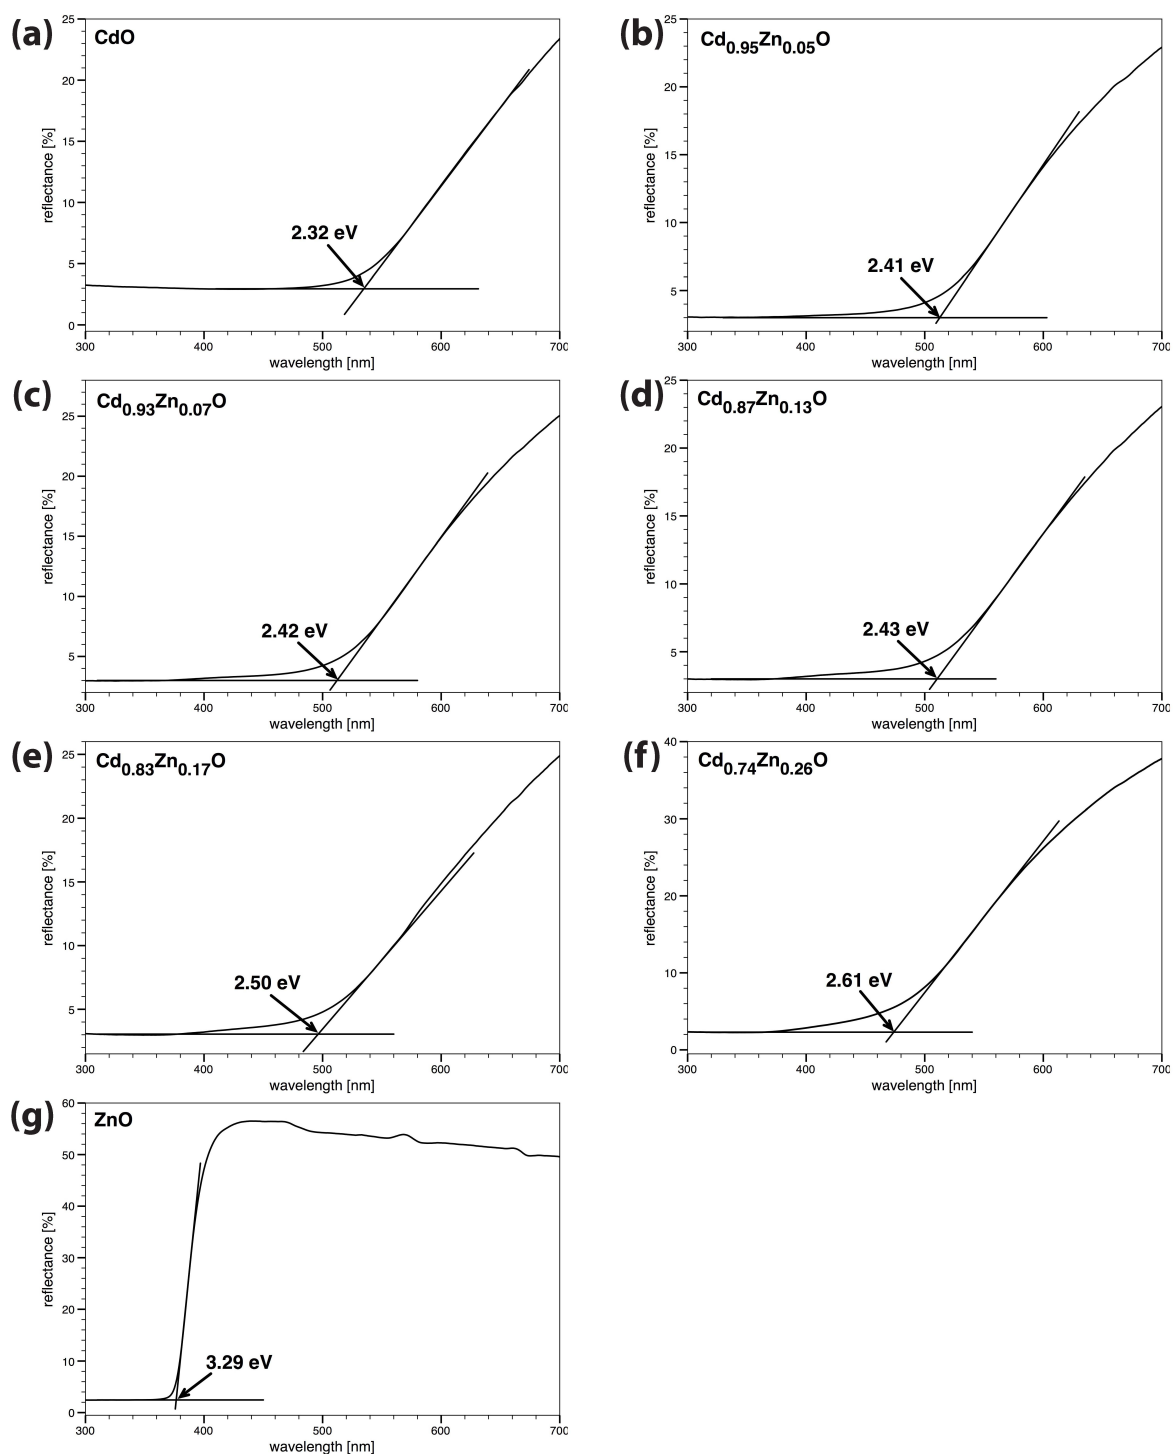 (a)
CdO
25
20
15
10
5
0
reflectance [%]
2.32 eV
300 400 500 600 700
wavelength [nm]
(b)
Cd0.95Zn0.05O
25
20
15
10
5
reflectance [%]
2.41 eV
300 400 500 600 700
wavelength [nm]
(c)
Cd0.93Zn0.07O
25
20
15
10
5
reflectance [%]
2.42 eV
300 400 500 600 700
wavelength [nm]
(d)
Cd0.87Zn0.13O
25
20
15
10
5
reflectance [%]
2.43 eV
300 400 500 600 700
wavelength [nm]
(e)
Cd0.83Zn0.17O
25
20
15
10
5
reflectance [%]
2.50 eV
300 400 500 600 700
wavelength [nm]
(f)
Cd0.74Zn0.26O
40
30
20
10
0
reflectance [%]
2.61 eV
300 400 500 600 700
wavelength [nm]
(g)
ZnO
60
50
40
30
20
10
0
reflectance [%]
3.29 eV
300 400 500 600 700
wavelength [nm]